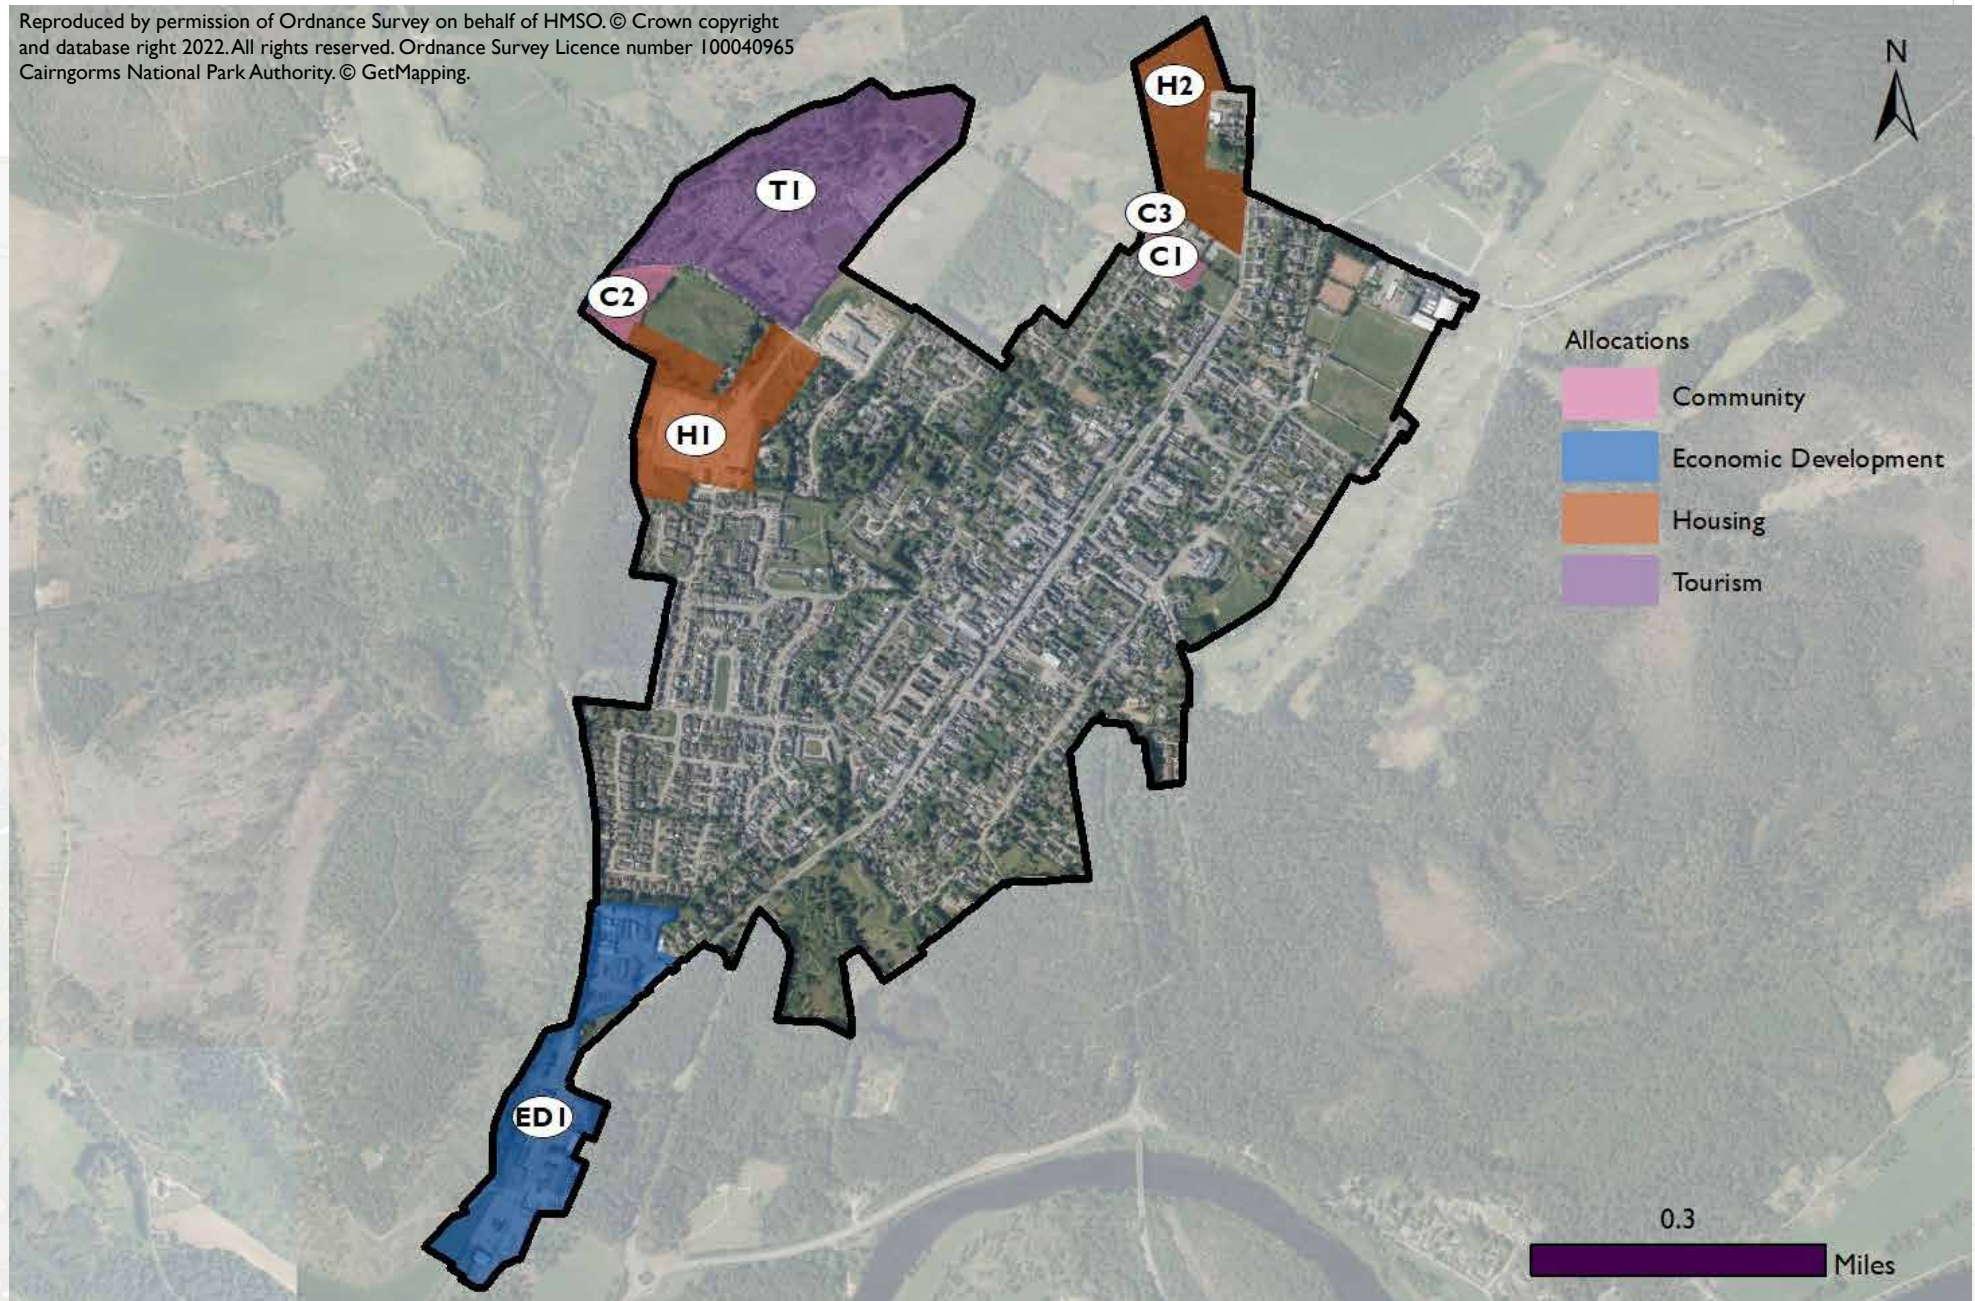 Reproduced by permission of Ordnance Survey on behalf of HMSO. © Crown copyright
and database right 2022. All rights reserved. Ordnance Survey Licence number 100040965
Cairngorms National Park Authority. © GetMapping.
N
H2
T1
C3
C1
C2
H1
Allocations
Community
Economic Development
Housing
Tourism
ED1
0.3
Miles